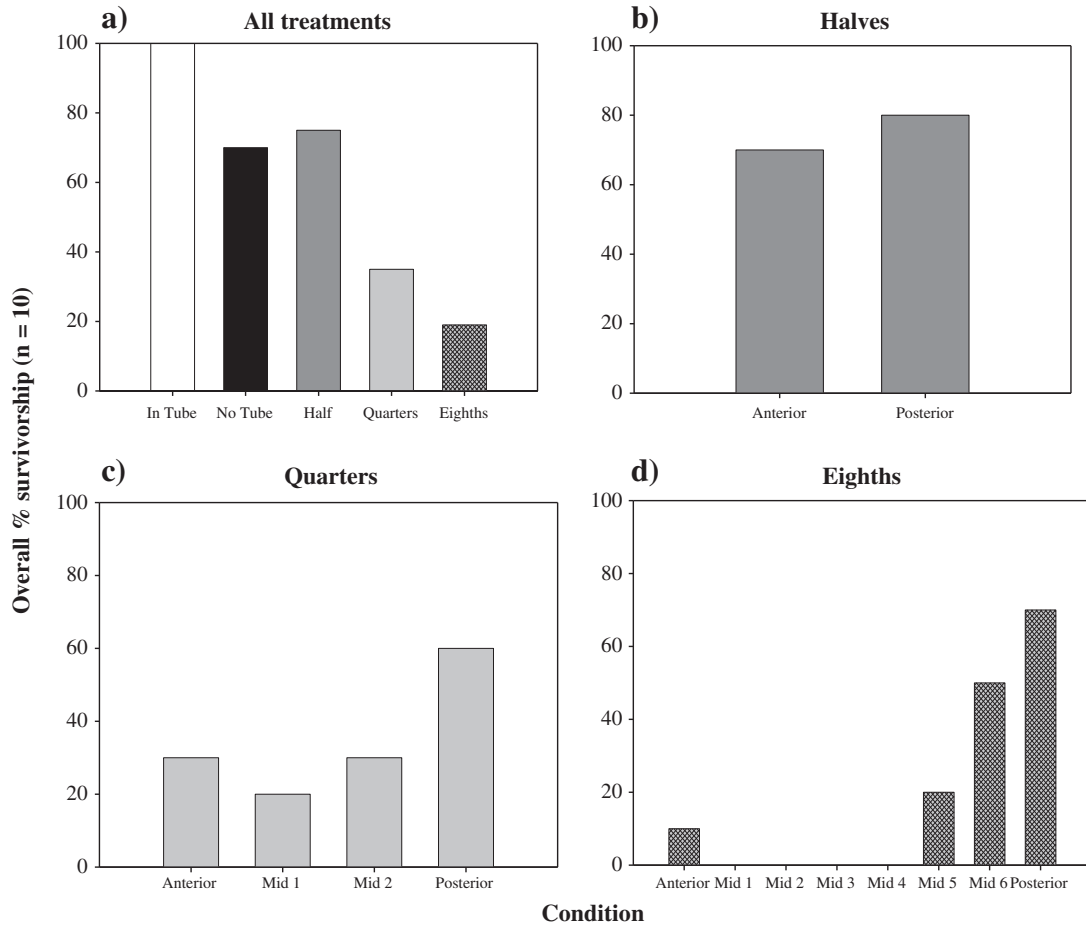 a)
All treatments
100
80
60
40
20
0
In Tube No Tube Half Quarters Eighths
b)
Halves
100
80
60
40
20
0
Anterior Posterior
c)
Quarters
100
80
60
40
20
0
Anterior Mid 1 Mid 2 Posterior
d)
Eighths
100
80
60
40
20
0
Anterior Mid 1 Mid 2 Mid 3 Mid 4 Mid 5 Mid 6 Posterior
Overall % survivorship (n = 10)
Condition